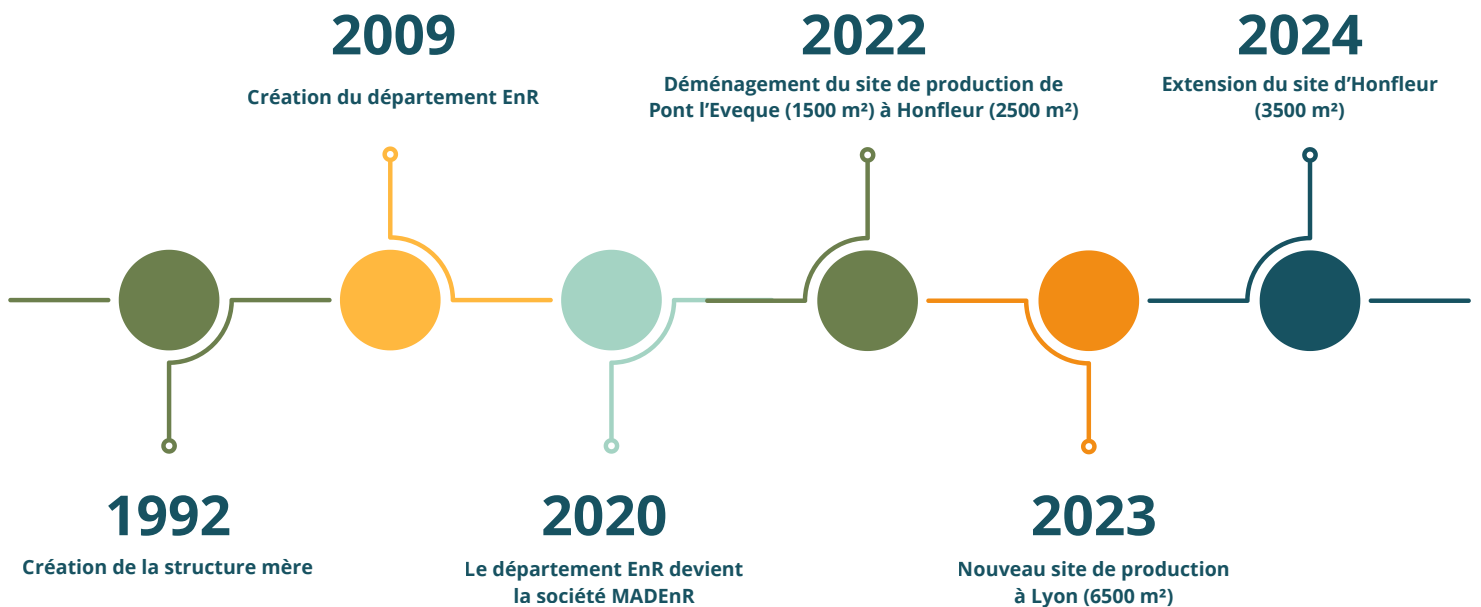 2009
Création du département EnR
2022
Déménagement du site de production de
Pont l'Eveque (1500 m²) à Honfleur (2500 m²)
2024
Extension du site d'Honfleur
(3500 m²)
1992
Création de la structure mère
2020
Le département EnR devient
la société MADEnR
2023
Nouveau site de production
à Lyon (6500 m²)